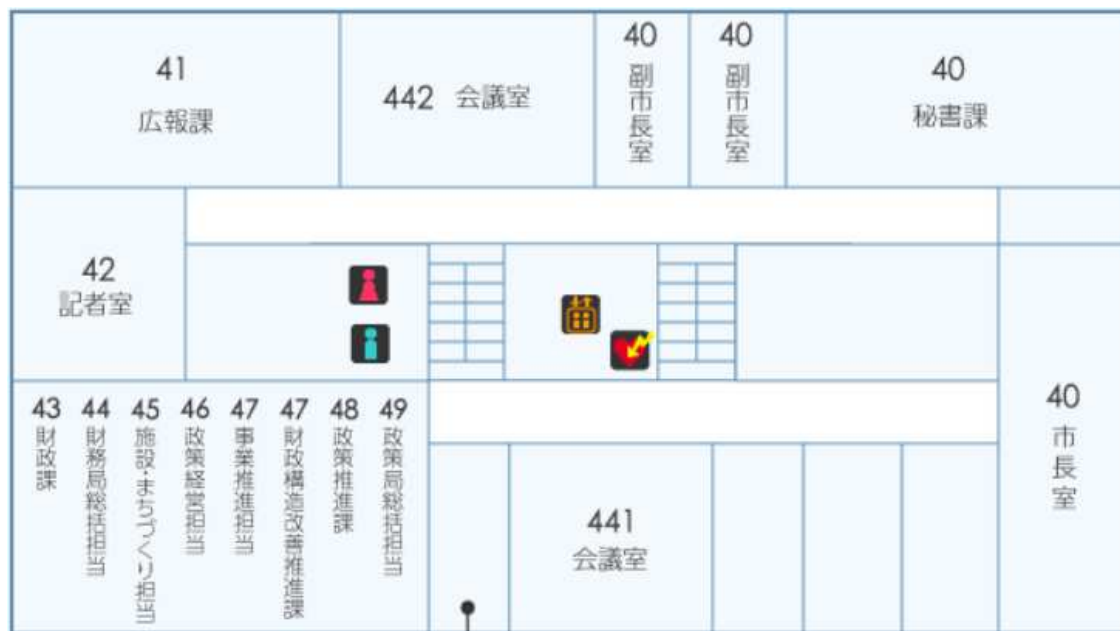 41
広報課
442 会議室
40
副市長室
40
副市長室
40
秘書課
42
記者室
43
財政課
44
財務局総括担当
45
施設・まちづくり担当
46
政策経営担当
47
事業推進担当
47
財政構造改善推進課
48
政策推進課
49
政策局総括担当
441
会議室
40
市長室